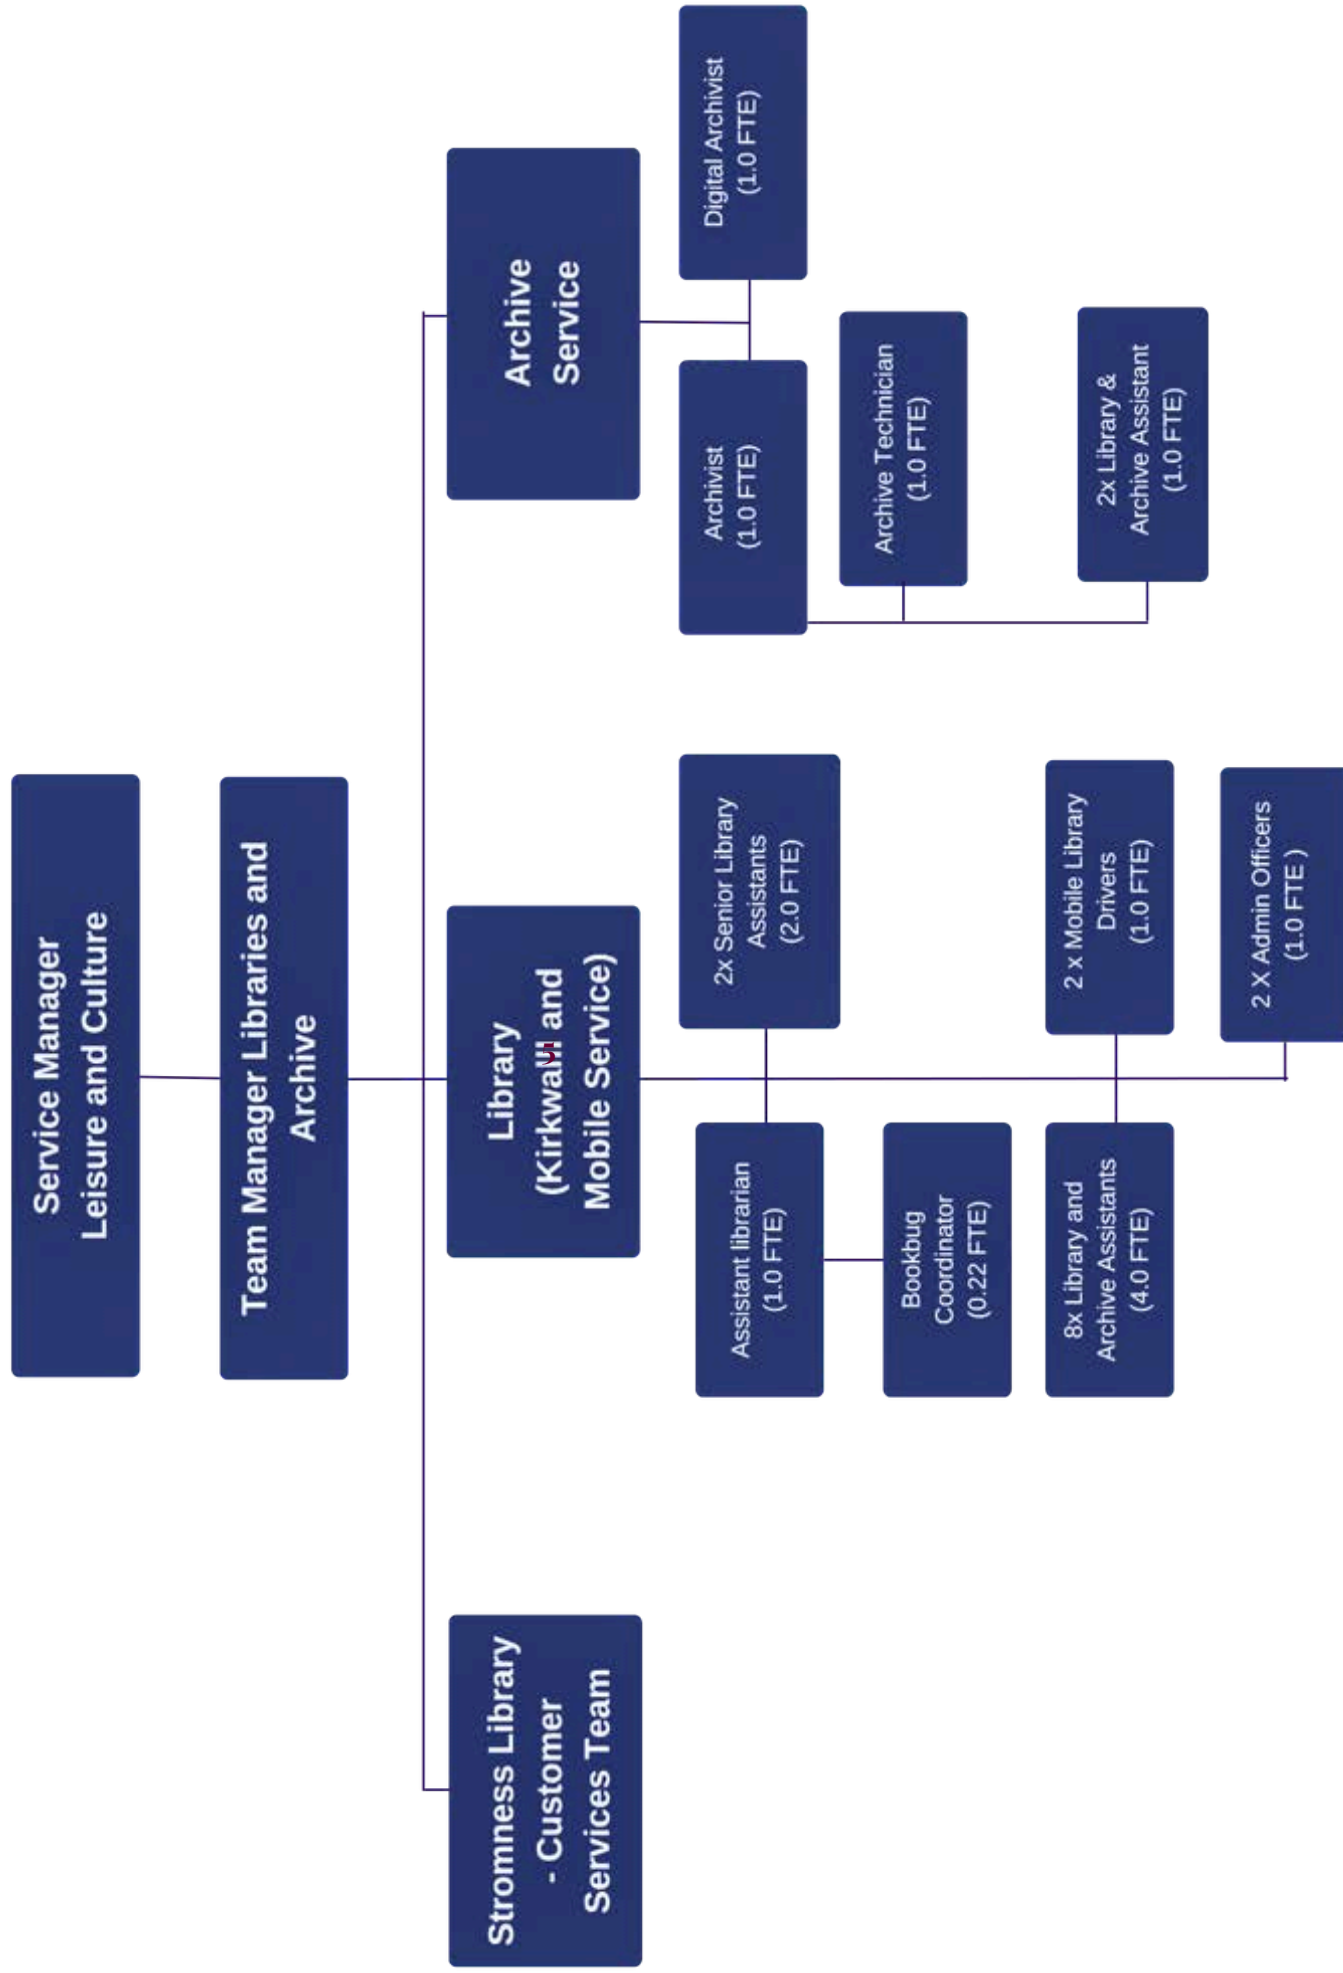 Service Manager
Leisure and Culture
Team Manager Libraries and
Archive
Stromness Library
- Customer
Services Team
Library
(Kirkwall and
Mobile Service)
Archive
Service
Assistant librarian
(1.0 FTE)
2x Senior Library
Assistants
(2.0 FTE)
Bookbug
Coordinator
(0.22 FTE)
8x Library and
Archive Assistants
(4.0 FTE)
2 x Mobile Library
Drivers
(1.0 FTE)
2 X Admin Officers
(1.0 FTE )
Archivist
(1.0 FTE)
Digital Archivist
(1.0 FTE)
Archive Technician
(1.0 FTE)
2x Library &
Archive Assistant
(1.0 FTE)